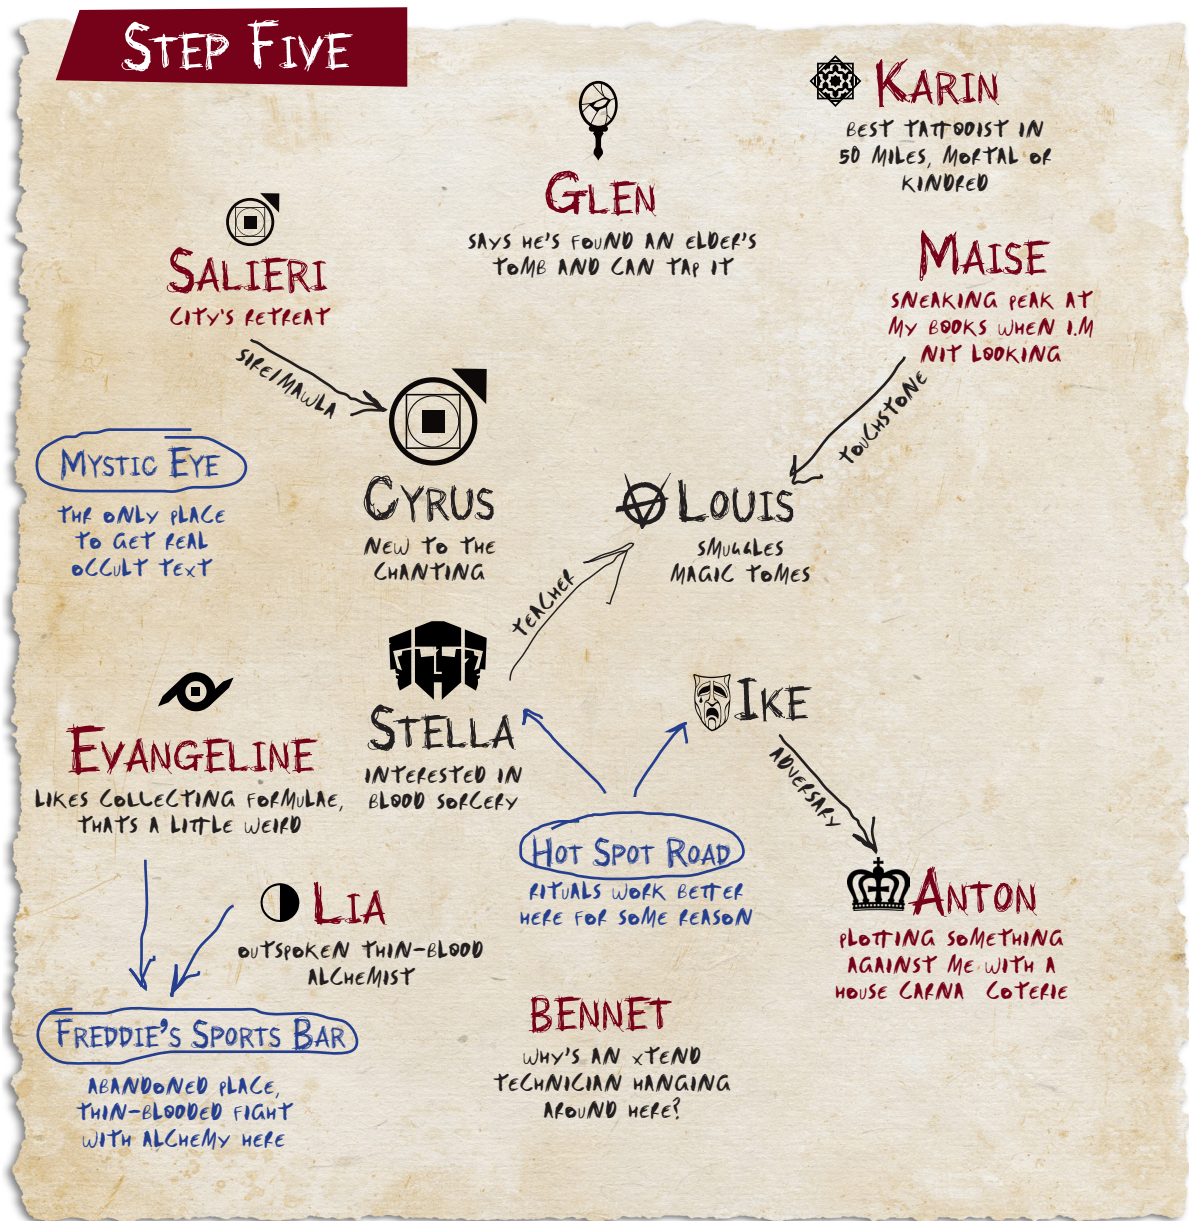 STEP FIVE
KARIN
BEST TATTOOIST IN
50 MILES, MORTAL OR
KINDRED
GLEN
SAYS HE'S FOUND AN ELDER'S
TOMB AND CAN TAP IT
SALIERI
CITY'S RETREAT
MAISE
SNEAKING PEAK AT
MY BOOKS WHEN I.M
NIT LOOKING
SIRE/MAWLA
TOUCHSTONE
MYSTIC EYE
THR ONLY PLACE
TO GET REAL
OCCULT TEXT
CYRUS
NEW TO THE
CHANTING
LOUIS
SMUGGLES
MAGIC TOMES
TEACHER
STELLA
INTERESTED IN
BLOOD SORCERY
IKE
ADVERSARY
EVANGELINE
LIKES COLLECTING FORMULAE,
THATS A LITTLE WEIRD
HOT SPOT ROAD
RITUALS WORK BETTER
HERE FOR SOME REASON
LIA
OUTSPOKEN THIN-BLOOD
ALCHEMIST
ANTON
PLOTTING SOMETHING
AGAINST ME WITH A
HOUSE CARNA COTERIE
FREDDIE'S SPORTS BAR
ABANDONED PLACE,
THIN-BLOODED FIGHT
WITH ALCHEMY HERE
BENNET
WHY'S AN XTEND
TECHNICIAN HANGING
AROUND HERE?